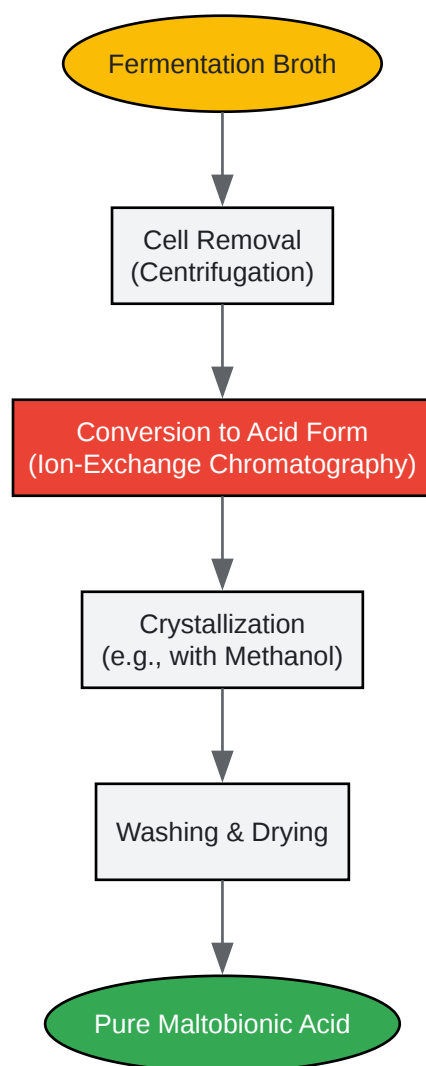 Fermentation Broth
Cell Removal
(Centrifugation)
Conversion to Acid Form
(Ion-Exchange Chromatography)
Crystallization
(e.g., with Methanol)
Washing & Drying
Pure Maltobionic Acid